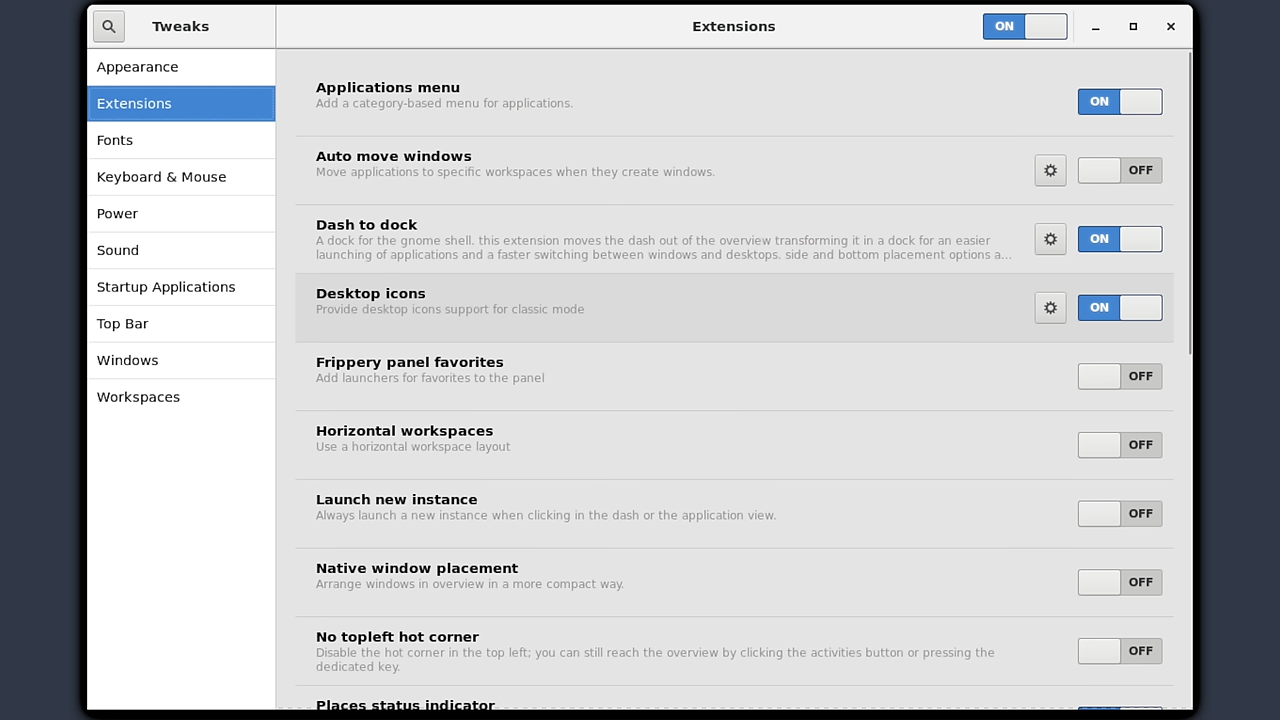 Tweaks
Extensions
ON
Appearance
Extensions
Fonts
Keyboard & Mouse
Power
Sound
Startup Applications
Top Bar
Windows
Workspaces
Applications menu
Add a category-based menu for applications.
ON
Auto move windows
Move applications to specific workspaces when they create windows.
OFF
Dash to dock
A dock for the gnome shell. this extension moves the dash out of the overview transforming it in a dock for an easier
launching of applications and a faster switching between windows and desktops. side and bottom placement options a...
ON
Desktop icons
Provide desktop icons support for classic mode
ON
Frippery panel favorites
Add launchers for favorites to the panel
OFF
Horizontal workspaces
Use a horizontal workspace layout
OFF
Launch new instance
Always launch a new instance when clicking in the dash or the application view.
OFF
Native window placement
Arrange windows in overview in a more compact way.
OFF
No topleft hot corner
Disable the hot corner in the top left; you can still reach the overview by clicking the activities button or pressing the
dedicated key.
OFF
Places status indicator